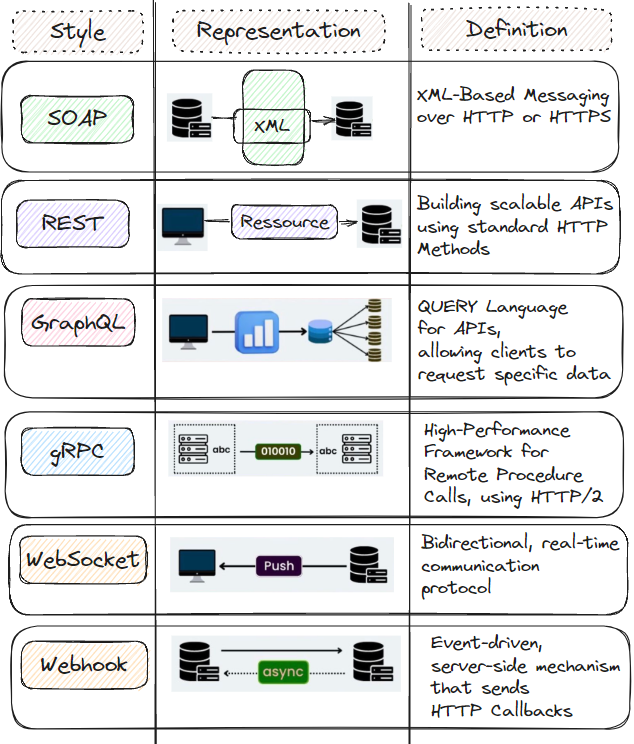 Style
Representation
Definition
SOAP
XML
XML-Based Messaging
over HTTP or HTTPS
REST
Ressource
Building scalable APIs
using standard HTTP
Methods
GraphQL
QUERY Language
for APIs,
allowing clients to
request specific data
gRPC
abc
010010
abc
High-Performance
Framework for
Remote Procedure
Calls, using HTTP/2
WebSocket
Push
Bidirectional, real-time
communication
protocol
Webhook
async
Event-driven,
server-side mechanism
that sends
HTTP Callbacks